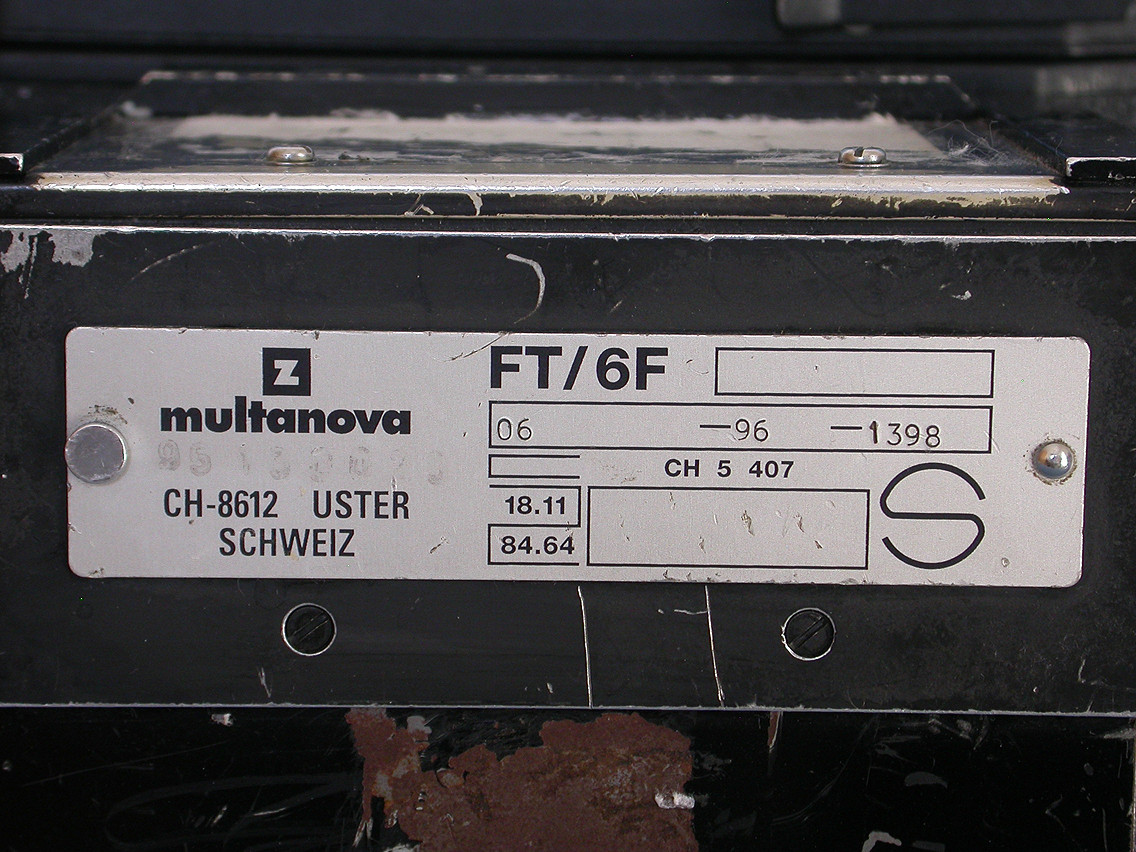 Z
multanova
CH-8612 USTER
SCHWEIZ
FT/6F
06 —96 —1398
CH 5 407
18.11
84.64
S